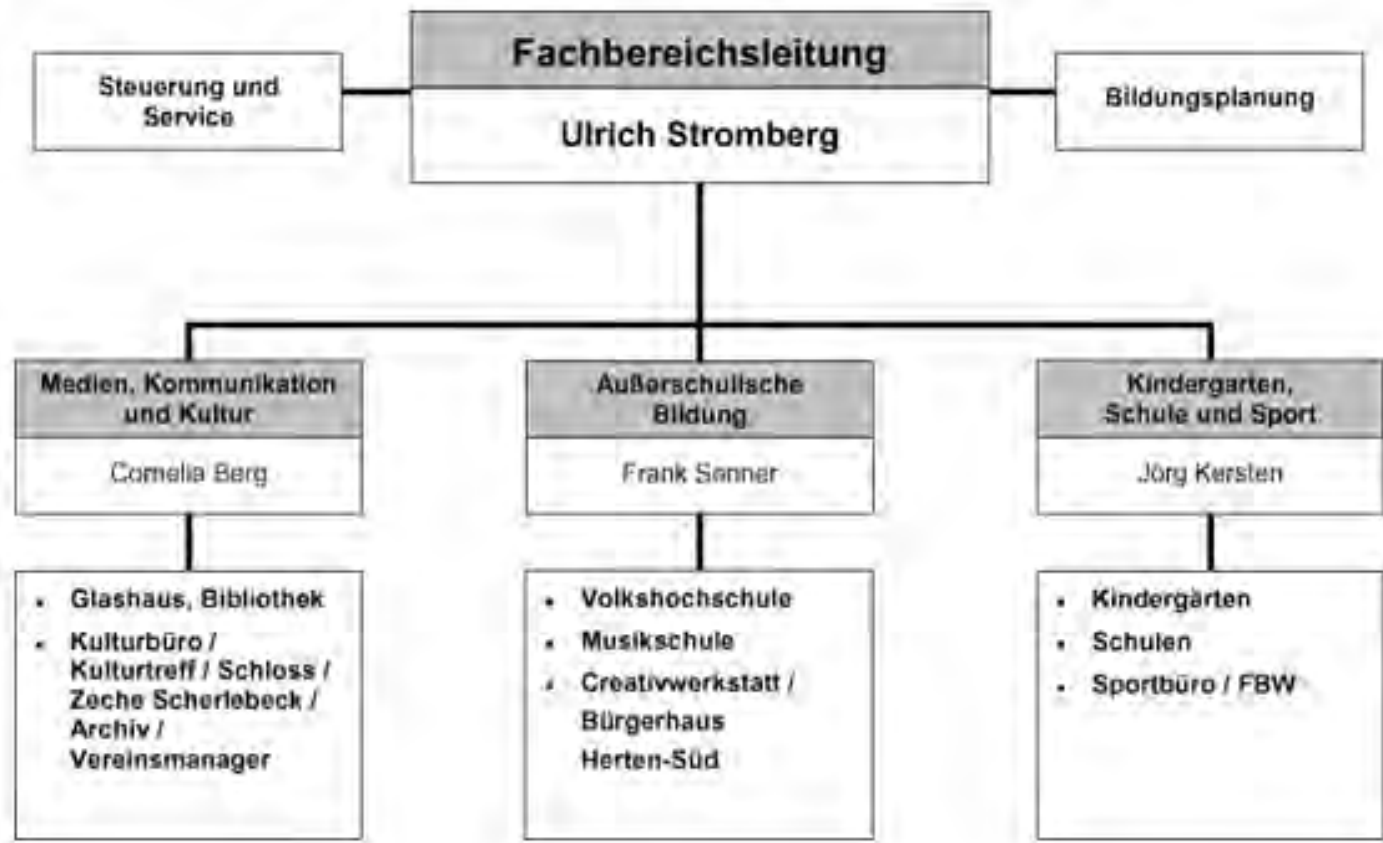 Fachbereichsleitung
Ulrich Stromberg
Steuerung und
Service
Bildungsplanung
Medien, Kommunikation
und Kultur
Cornelia Berg
Glashaus, Bibliothek
Kulturbüro /
Kulturtreff / Schloss /
Zeche Scherlebeck /
Archiv /
Vereinsmanager
Außerschulische
Bildung
Frank Senner
Volkshochschule
Musikschule
Creativwerkstatt /
Bürgerhaus
Herten-Süd
Kindergarten,
Schule und Sport
Jörg Kersten
Kindergärten
Schulen
Sportbüro / FBW